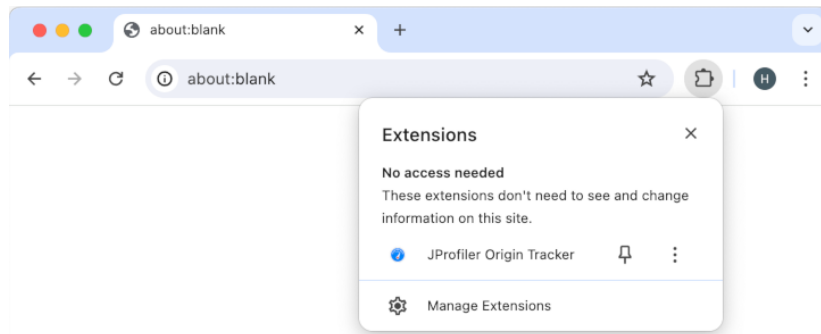 about:blank
about:blank
H
Extensions
No access needed
These extensions don't need to see and change
information on this site.
JProfiler Origin Tracker
Manage Extensions